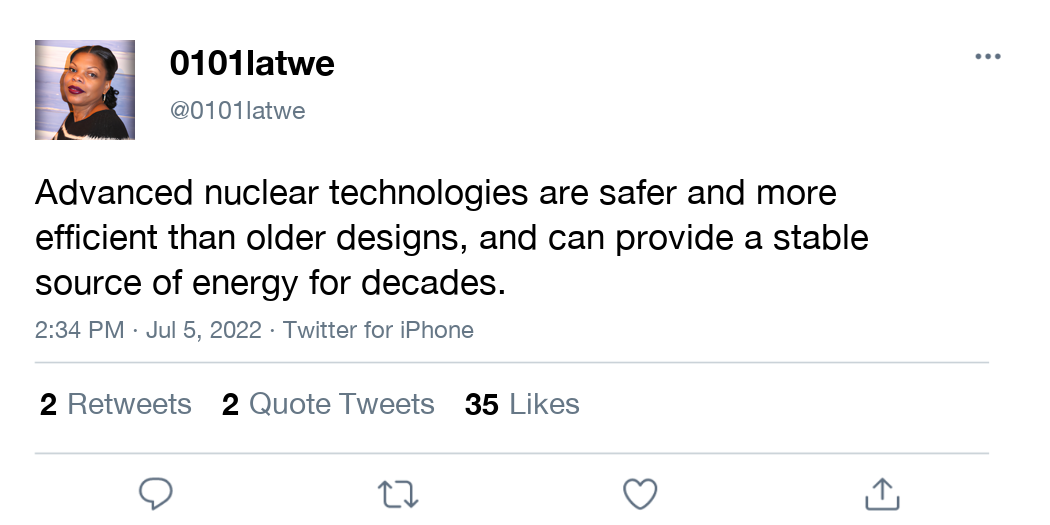 0101latwe
@0101latwe
Advanced nuclear technologies are safer and more
efficient than older designs, and can provide a stable
source of energy for decades.
2:34 PM · Jul 5, 2022 · Twitter for iPhone
2 Retweets 2 Quote Tweets 35 Likes